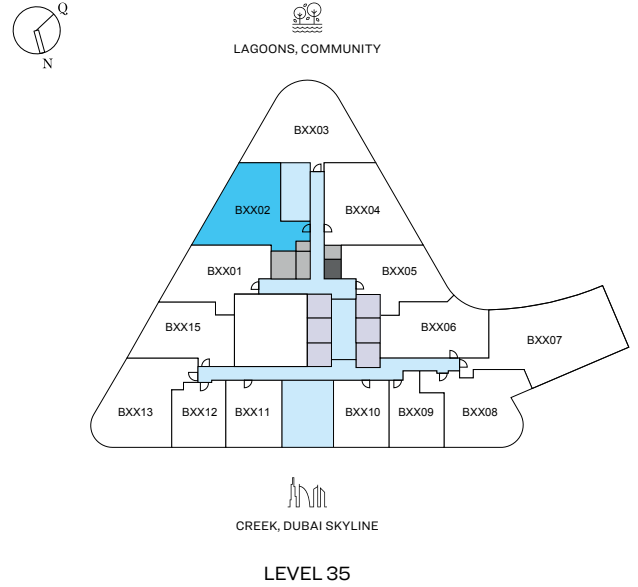 Q
N
LAGOONS, COMMUNITY
BXX03
BXX02
BXX04
BXX01
BXX05
BXX15
BXX06
BXX07
BXX13
BXX12
BXX11
BXX10
BXX09
BXX08
CREEK, DUBAI SKYLINE
LEVEL 35